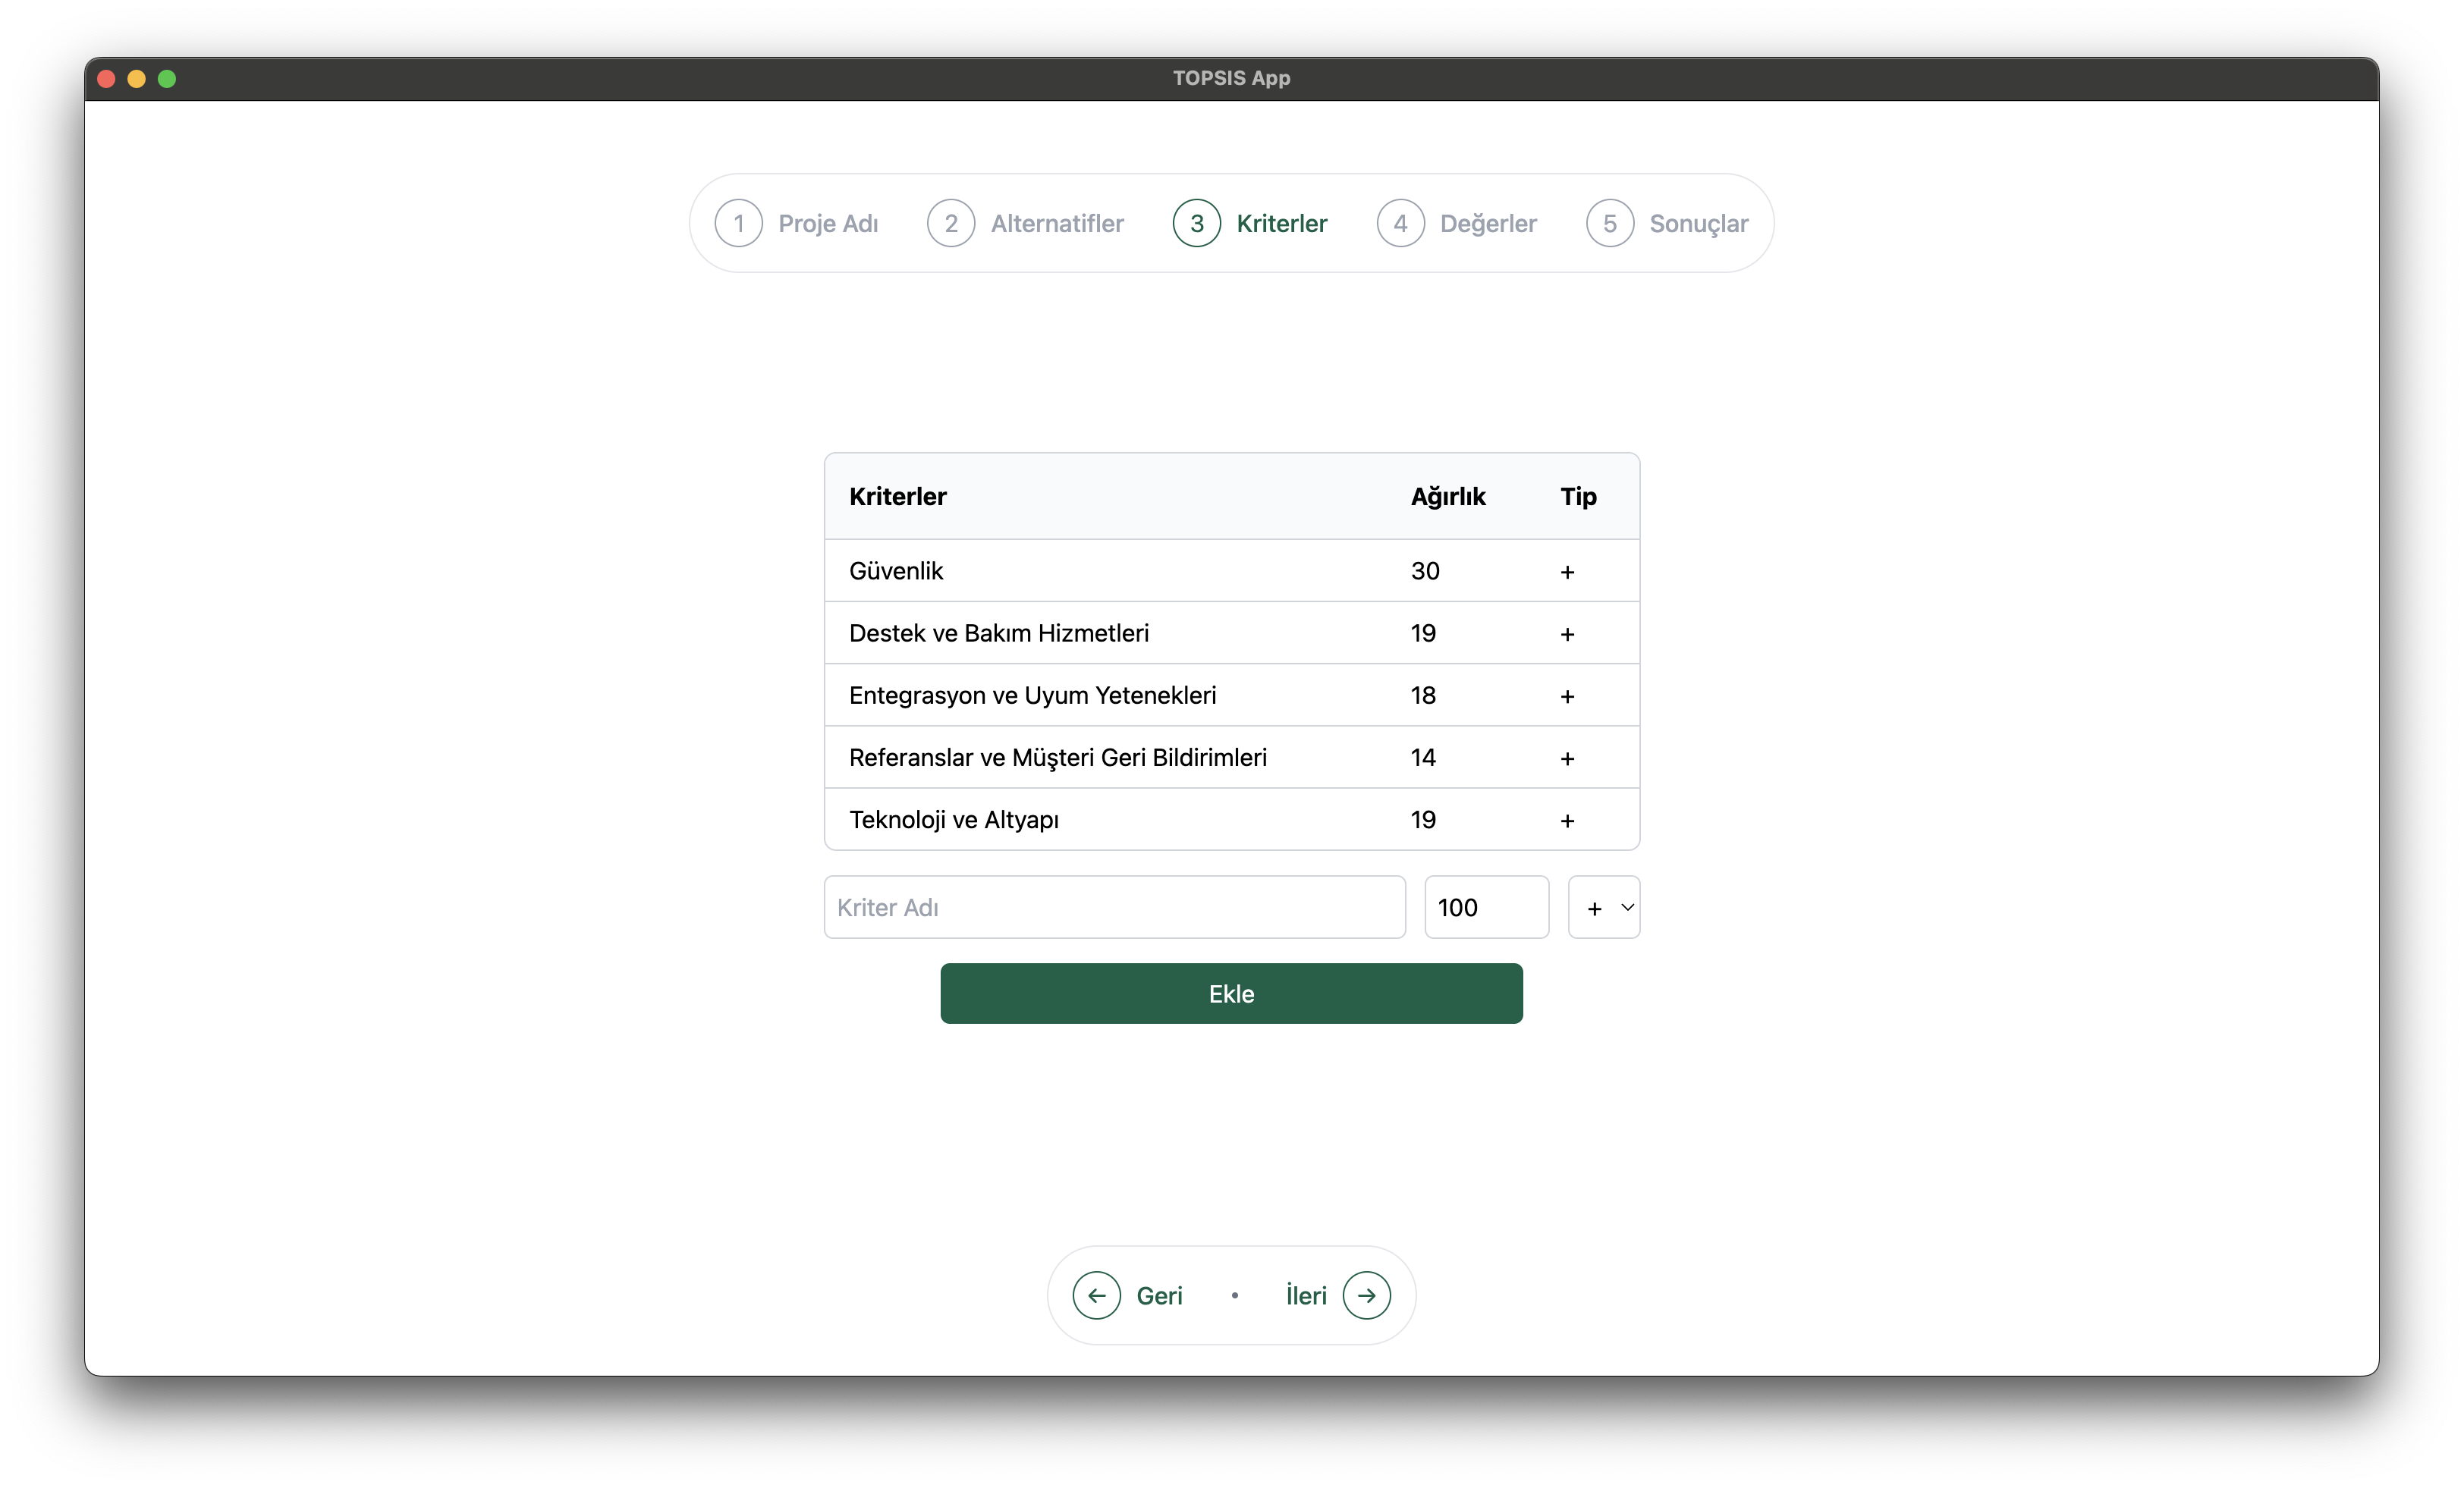 TOPSIS App
1 Proje Adı 2 Alternatifler 3 Kriterler 4 Değerler 5 Sonuçlar
Kriterler Ağırlık Tip
Güvenlik 30 +
Destek ve Bakım Hizmetleri 19 +
Entegrasyon ve Uyum Yetenekleri 18 +
Referanslar ve Müşteri Geri Bildirimleri 14 +
Teknoloji ve Altyapı 19 +
Kriter Adı 100 +
Ekle
Geri • İleri